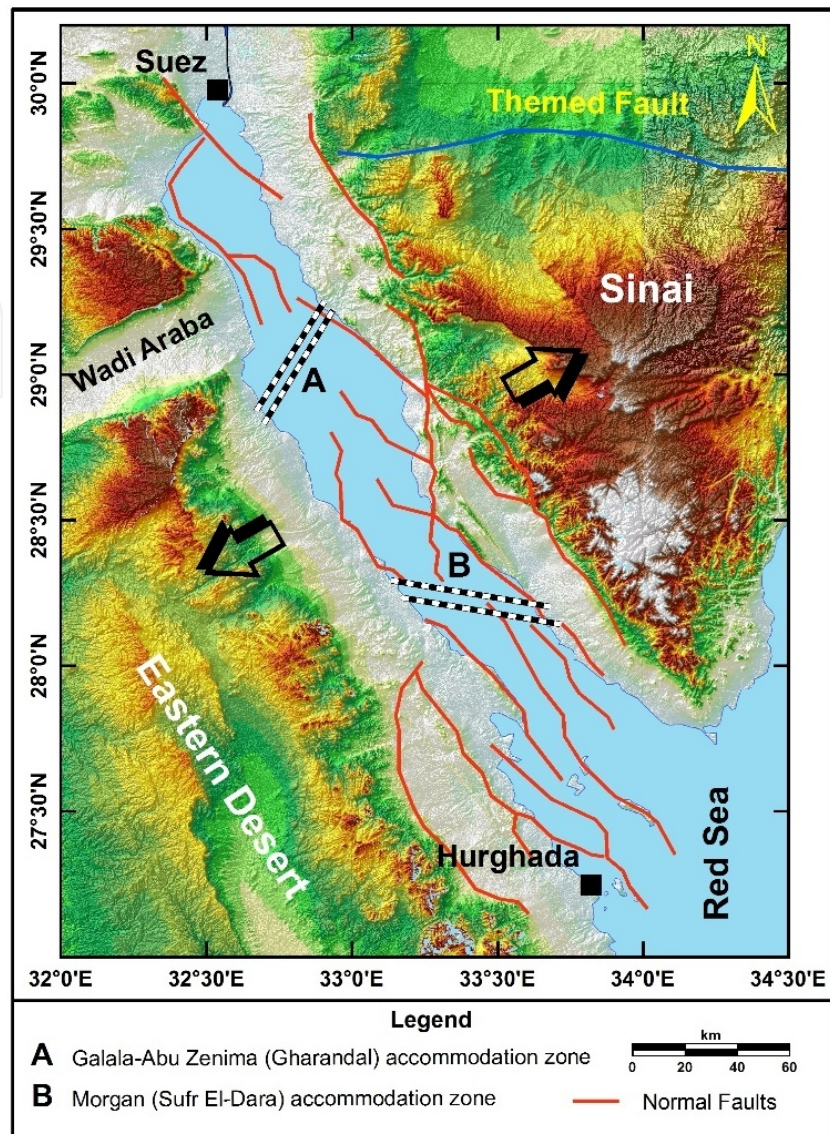 Suez
N
Themed Fault
Sinai
Wadi Araba
A
B
Eastern Desert
Hurghada
Red Sea
30°0'N
29°30'N
29°0'N
28°30'N
28°0'N
27°30'N
32°0'E
32°30'E
33°0'E
33°30'E
34°0'E
34°30'E
Legend
A Galala-Abu Zenima (Gharandal) accommodation zone
km
0 20 40 60
B Morgan (Sufr El-Dara) accommodation zone
Normal Faults